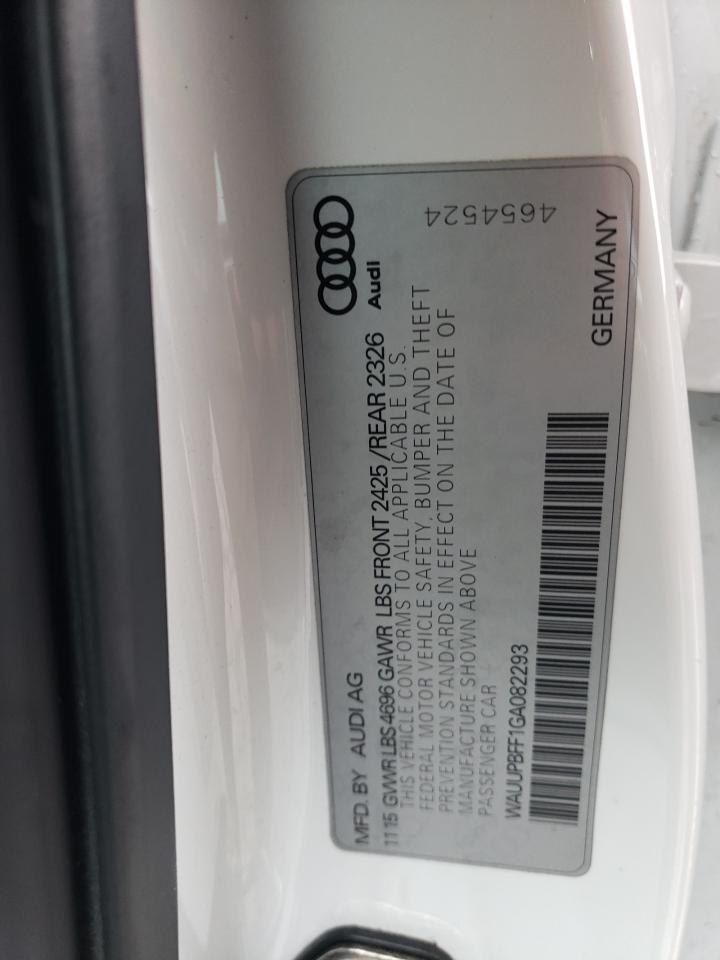 MFD. BY AUDI AG
11 15 GVWR LBS 4696 GAWR LBS FRONT 2425 /REAR 2326
THIS VEHICLE CONFORMS TO ALL APPLICABLE U.S.
FEDERAL MOTOR VEHICLE SAFETY, BUMPER AND THEFT
PREVENTION STANDARDS IN EFFECT ON THE DATE OF
MANUFACTURE SHOWN ABOVE
PASSENGER CAR
WAUUPBFF1GA082293
Audi
4654524
GERMANY